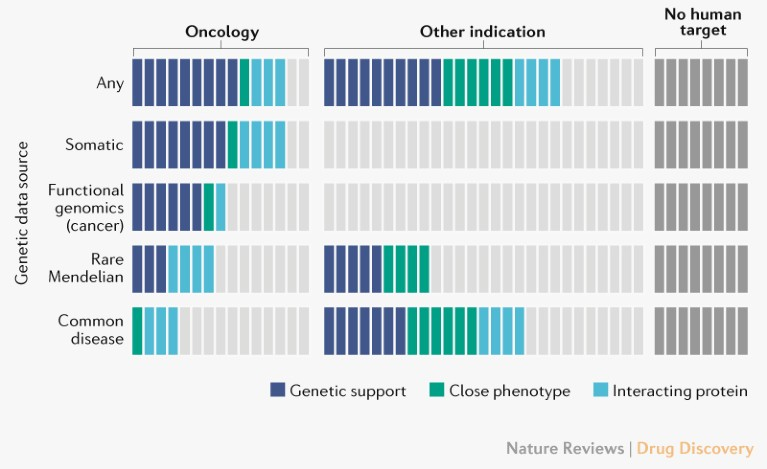 Oncology
Other indication
No human
target
Genetic data source
Any
Somatic
Functional
genomics
(cancer)
Rare
Mendelian
Common
disease
Genetic support
Close phenotype
Interacting protein
Nature Reviews | Drug Discovery